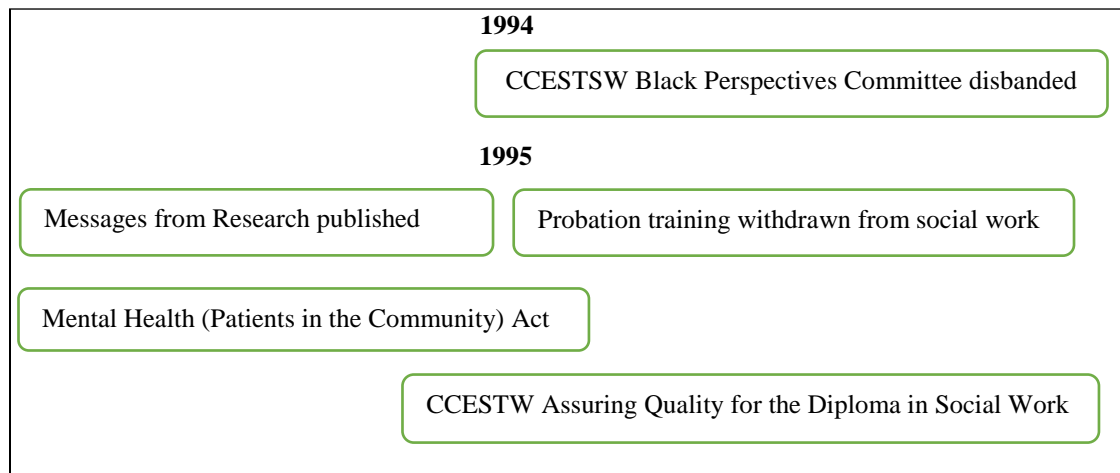 1994
CCESTSW Black Perspectives Committee disbanded
1995
Messages from Research published
Probation training withdrawn from social work
Mental Health (Patients in the Community) Act
CCESTW Assuring Quality for the Diploma in Social Work